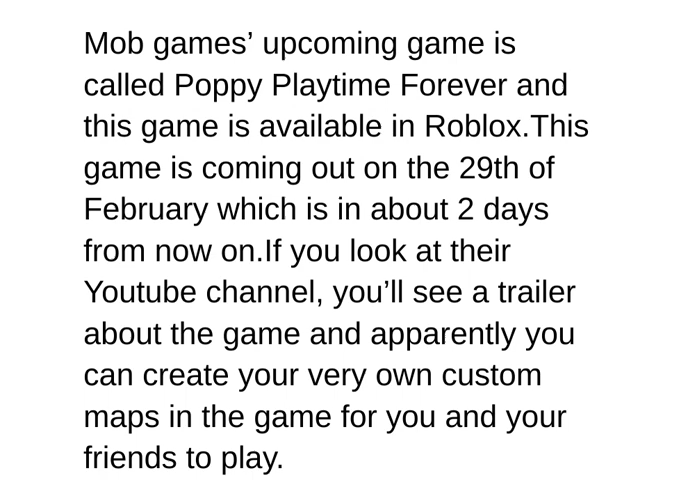 Mob games’ upcoming game is
called Poppy Playtime Forever and
this game is available in Roblox.This
game is coming out on the 29th of
February which is in about 2 days
from now on.If you look at their
Youtube channel, you’ll see a trailer
about the game and apparently you
can create your very own custom
maps in the game for you and your
friends to play.